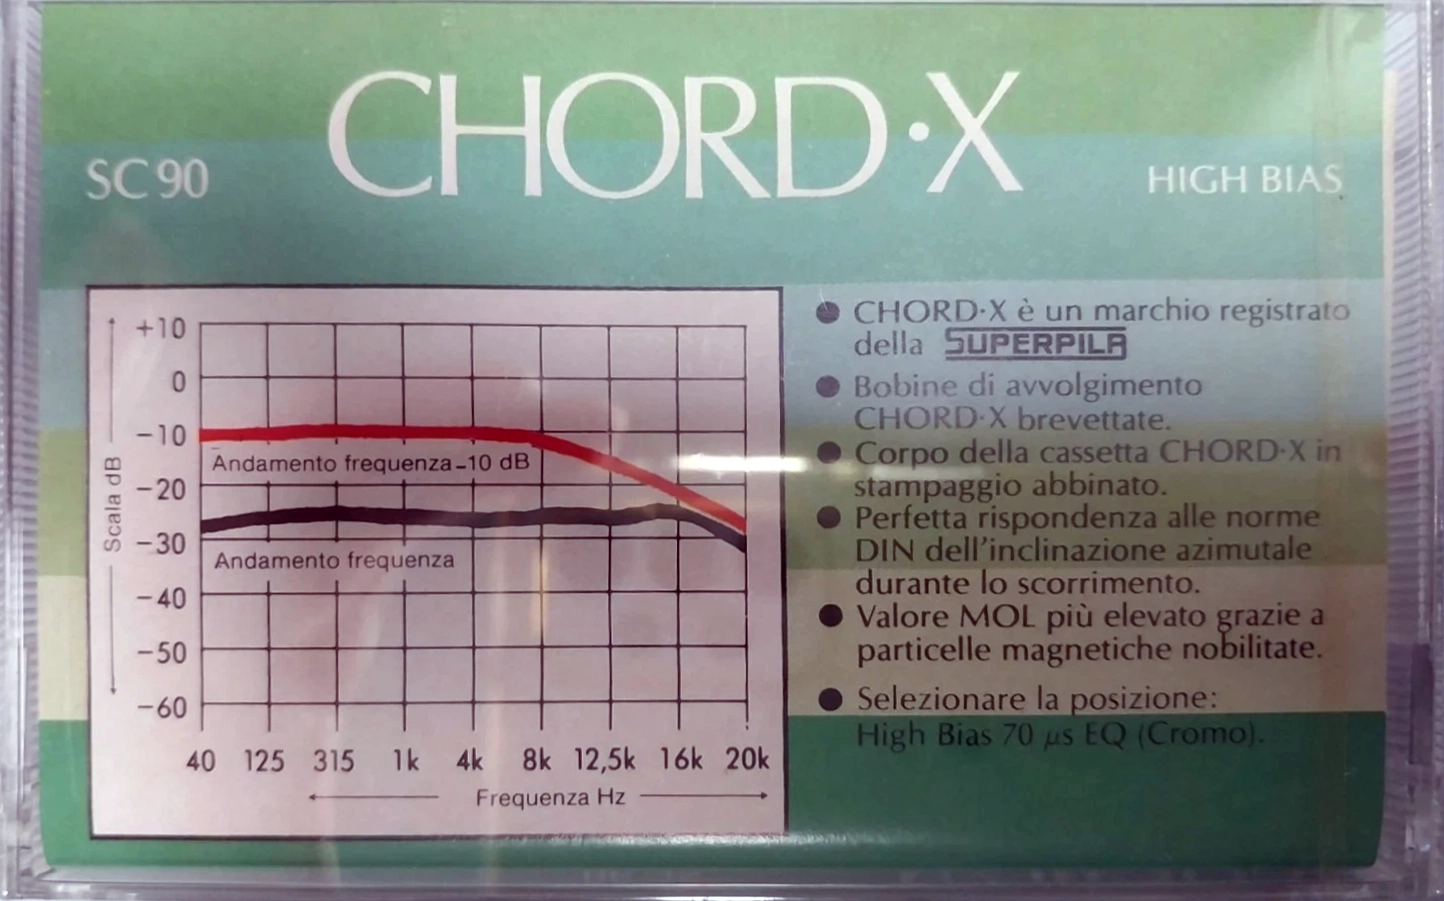 CHORD·X
SC 90
HIGH BIAS
+10
0
−10
−20
−30
−40
−50
−60
Scala dB
Andamento frequenza −10 dB
Andamento frequenza
40 125 315 1k 4k 8k 12,5k 16k 20k
Frequenza Hz
● CHORD·X è un marchio registrato
della SUPERPILA
● Bobine di avvolgimento
CHORD·X brevettate.
● Corpo della cassetta CHORD·X in
stampaggio abbinato.
● Perfetta rispondenza alle norme
DIN dell'inclinazione azimutale
durante lo scorrimento.
● Valore MOL più elevato grazie a
particelle magnetiche nobilitate.
● Selezionare la posizione:
High Bias 70 µs EQ (Cromo).